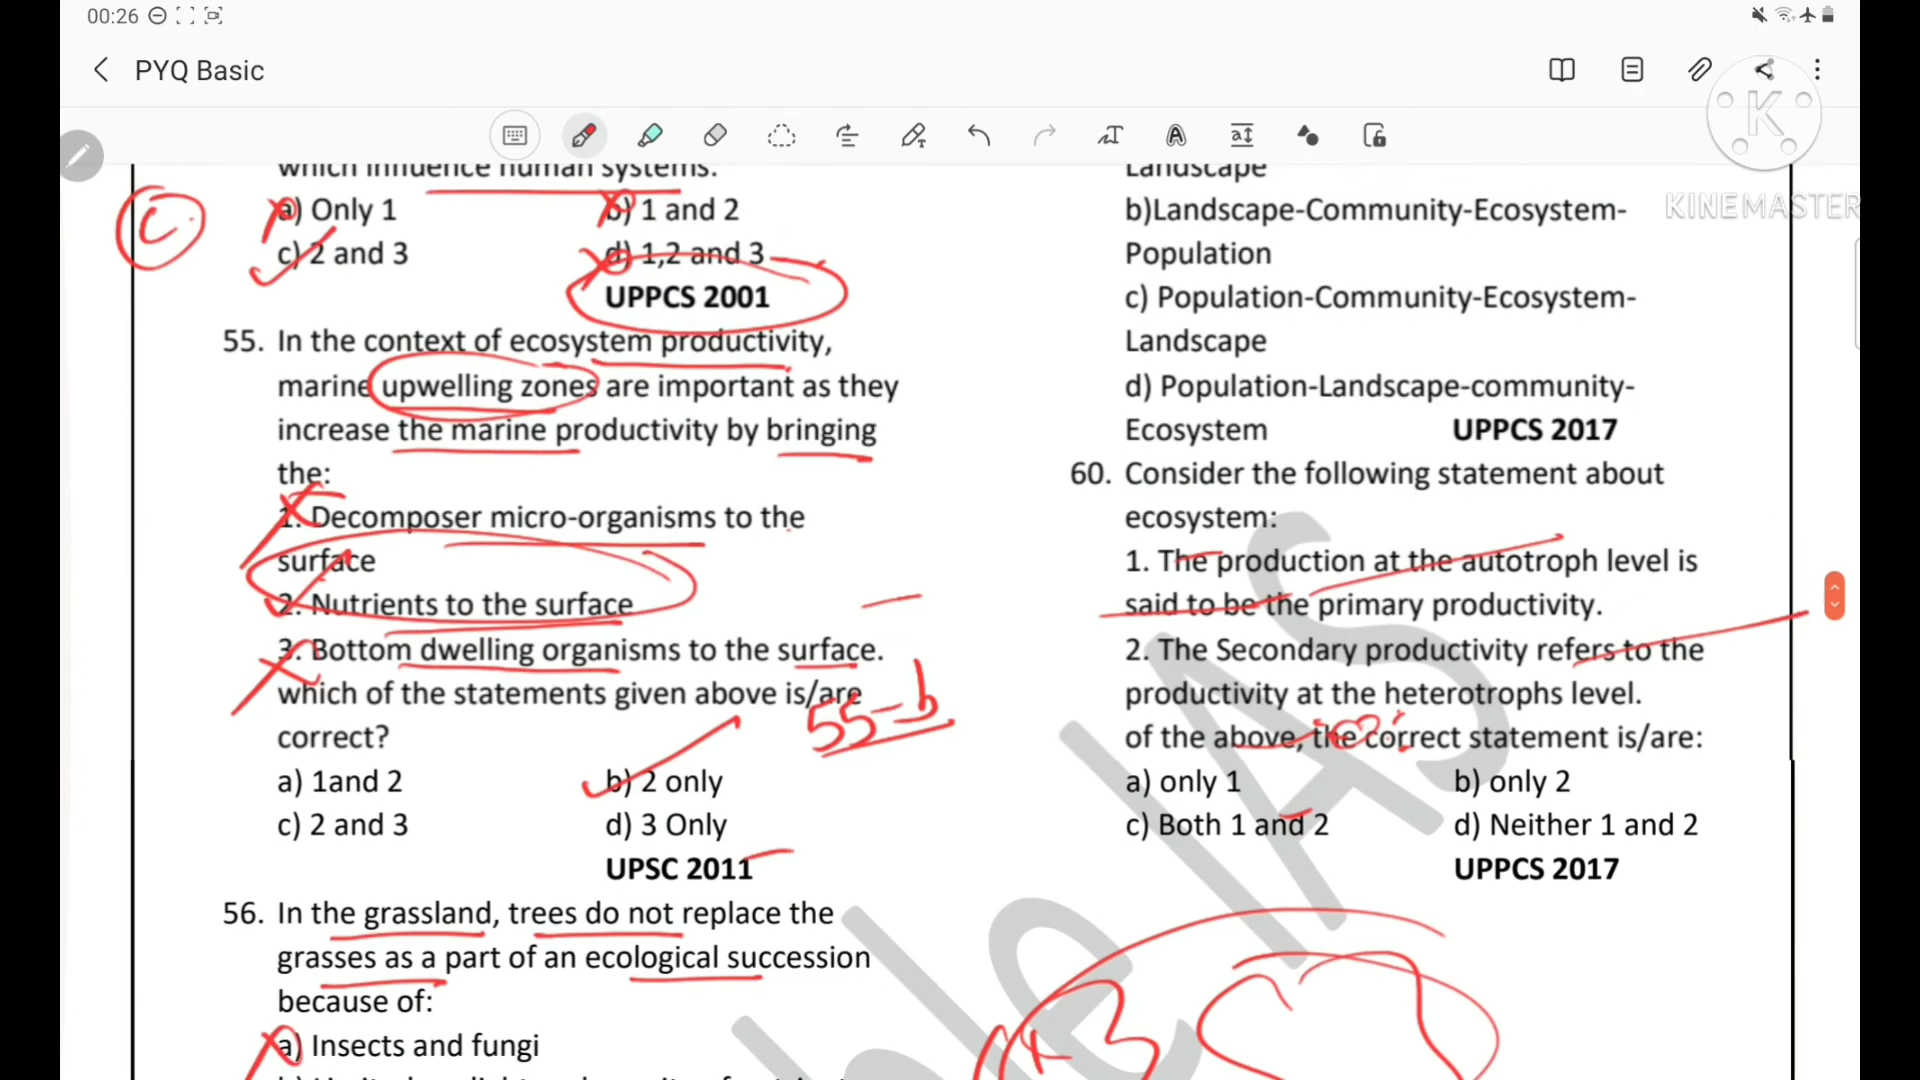 00:26
PYQ Basic
K
KINEMASTER
which influence human systems.
a) Only 1 b) 1 and 2
c) 2 and 3 d) 1,2 and 3
UPPCS 2001
C
55. In the context of ecosystem productivity,
marine upwelling zones are important as they
increase the marine productivity by bringing
the:
1. Decomposer micro-organisms to the
surface
2. Nutrients to the surface
3. Bottom dwelling organisms to the surface.
which of the statements given above is/are
correct?
55-b
a) 1and 2 b) 2 only
c) 2 and 3 d) 3 Only
UPSC 2011
56. In the grassland, trees do not replace the
grasses as a part of an ecological succession
because of:
a) Insects and fungi
Landscape
b)Landscape-Community-Ecosystem-
Population
c) Population-Community-Ecosystem-
Landscape
d) Population-Landscape-community-
Ecosystem UPPCS 2017
60. Consider the following statement about
ecosystem:
1. The production at the autotroph level is
said to be the primary productivity.
2. The Secondary productivity refers to the
productivity at the heterotrophs level.
of the above, the correct statement is/are:
a) only 1 b) only 2
c) Both 1 and 2 d) Neither 1 and 2
UPPCS 2017
IAS